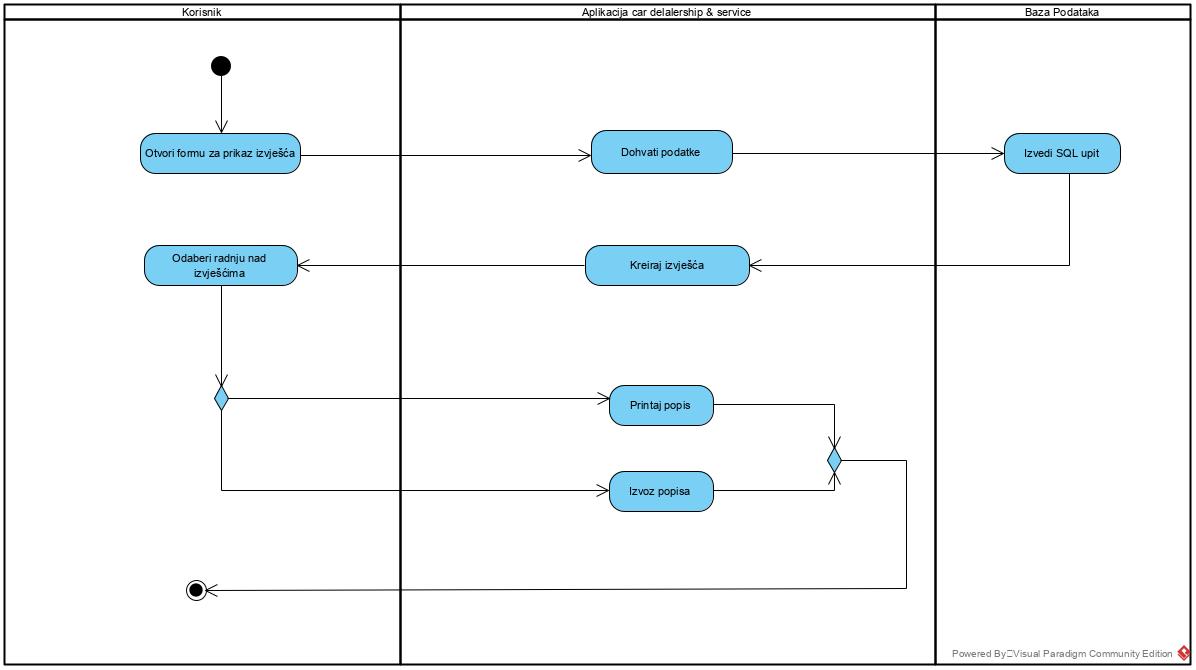 Korisnik
Aplikacija car delalership & service
Baza Podataka
Otvori formu za prikaz izvješća
Dohvati podatke
Izvedi SQL upit
Odaberi radnju nad
izvješćima
Kreiraj izvješća
Printaj popis
Izvoz popisa
Powered By Visual Paradigm Community Edition